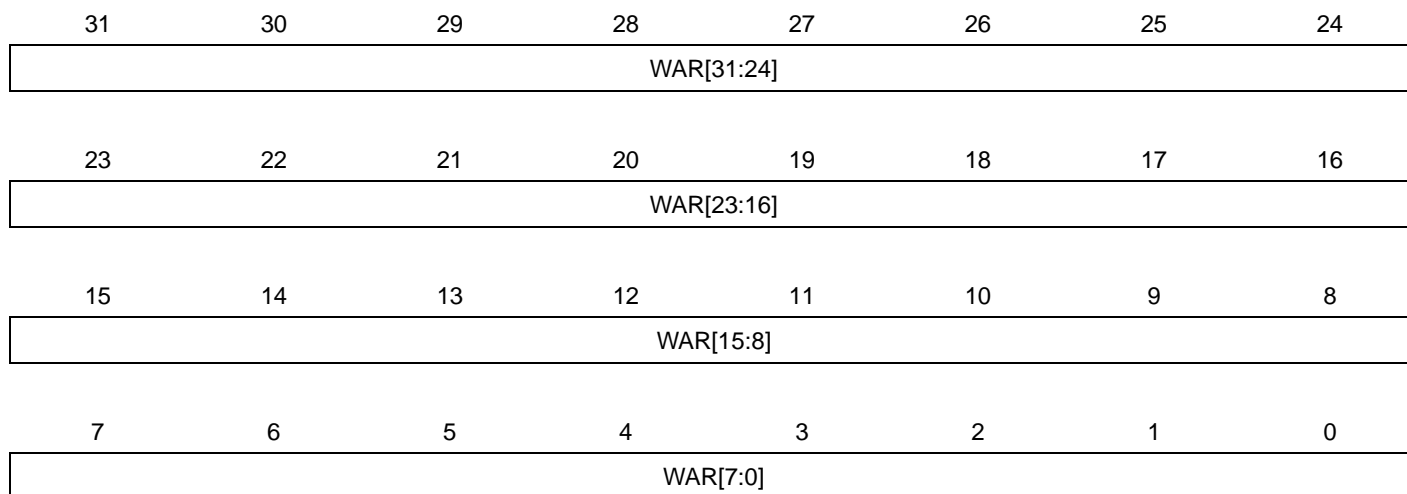 31 30 29 28 27 26 25 24
WAR[31:24]
23 22 21 20 19 18 17 16
WAR[23:16]
15 14 13 12 11 10 9 8
WAR[15:8]
7 6 5 4 3 2 1 0
WAR[7:0]